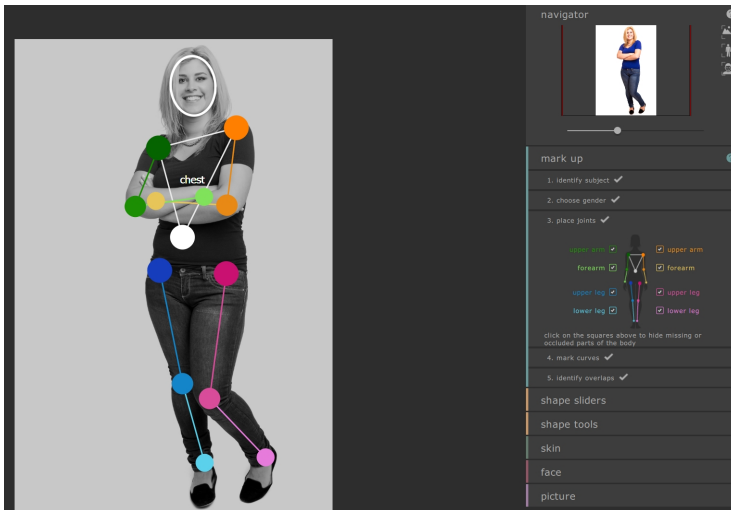 navigator
chest
mark up
1. identify subject
2. choose gender
3. place joints
upper arm upper arm
forearm forearm
upper leg upper leg
lower leg lower leg
click on the squares above to hide missing or
occluded parts of the body
4. mark curves
5. identify overlaps
shape sliders
shape tools
skin
face
picture